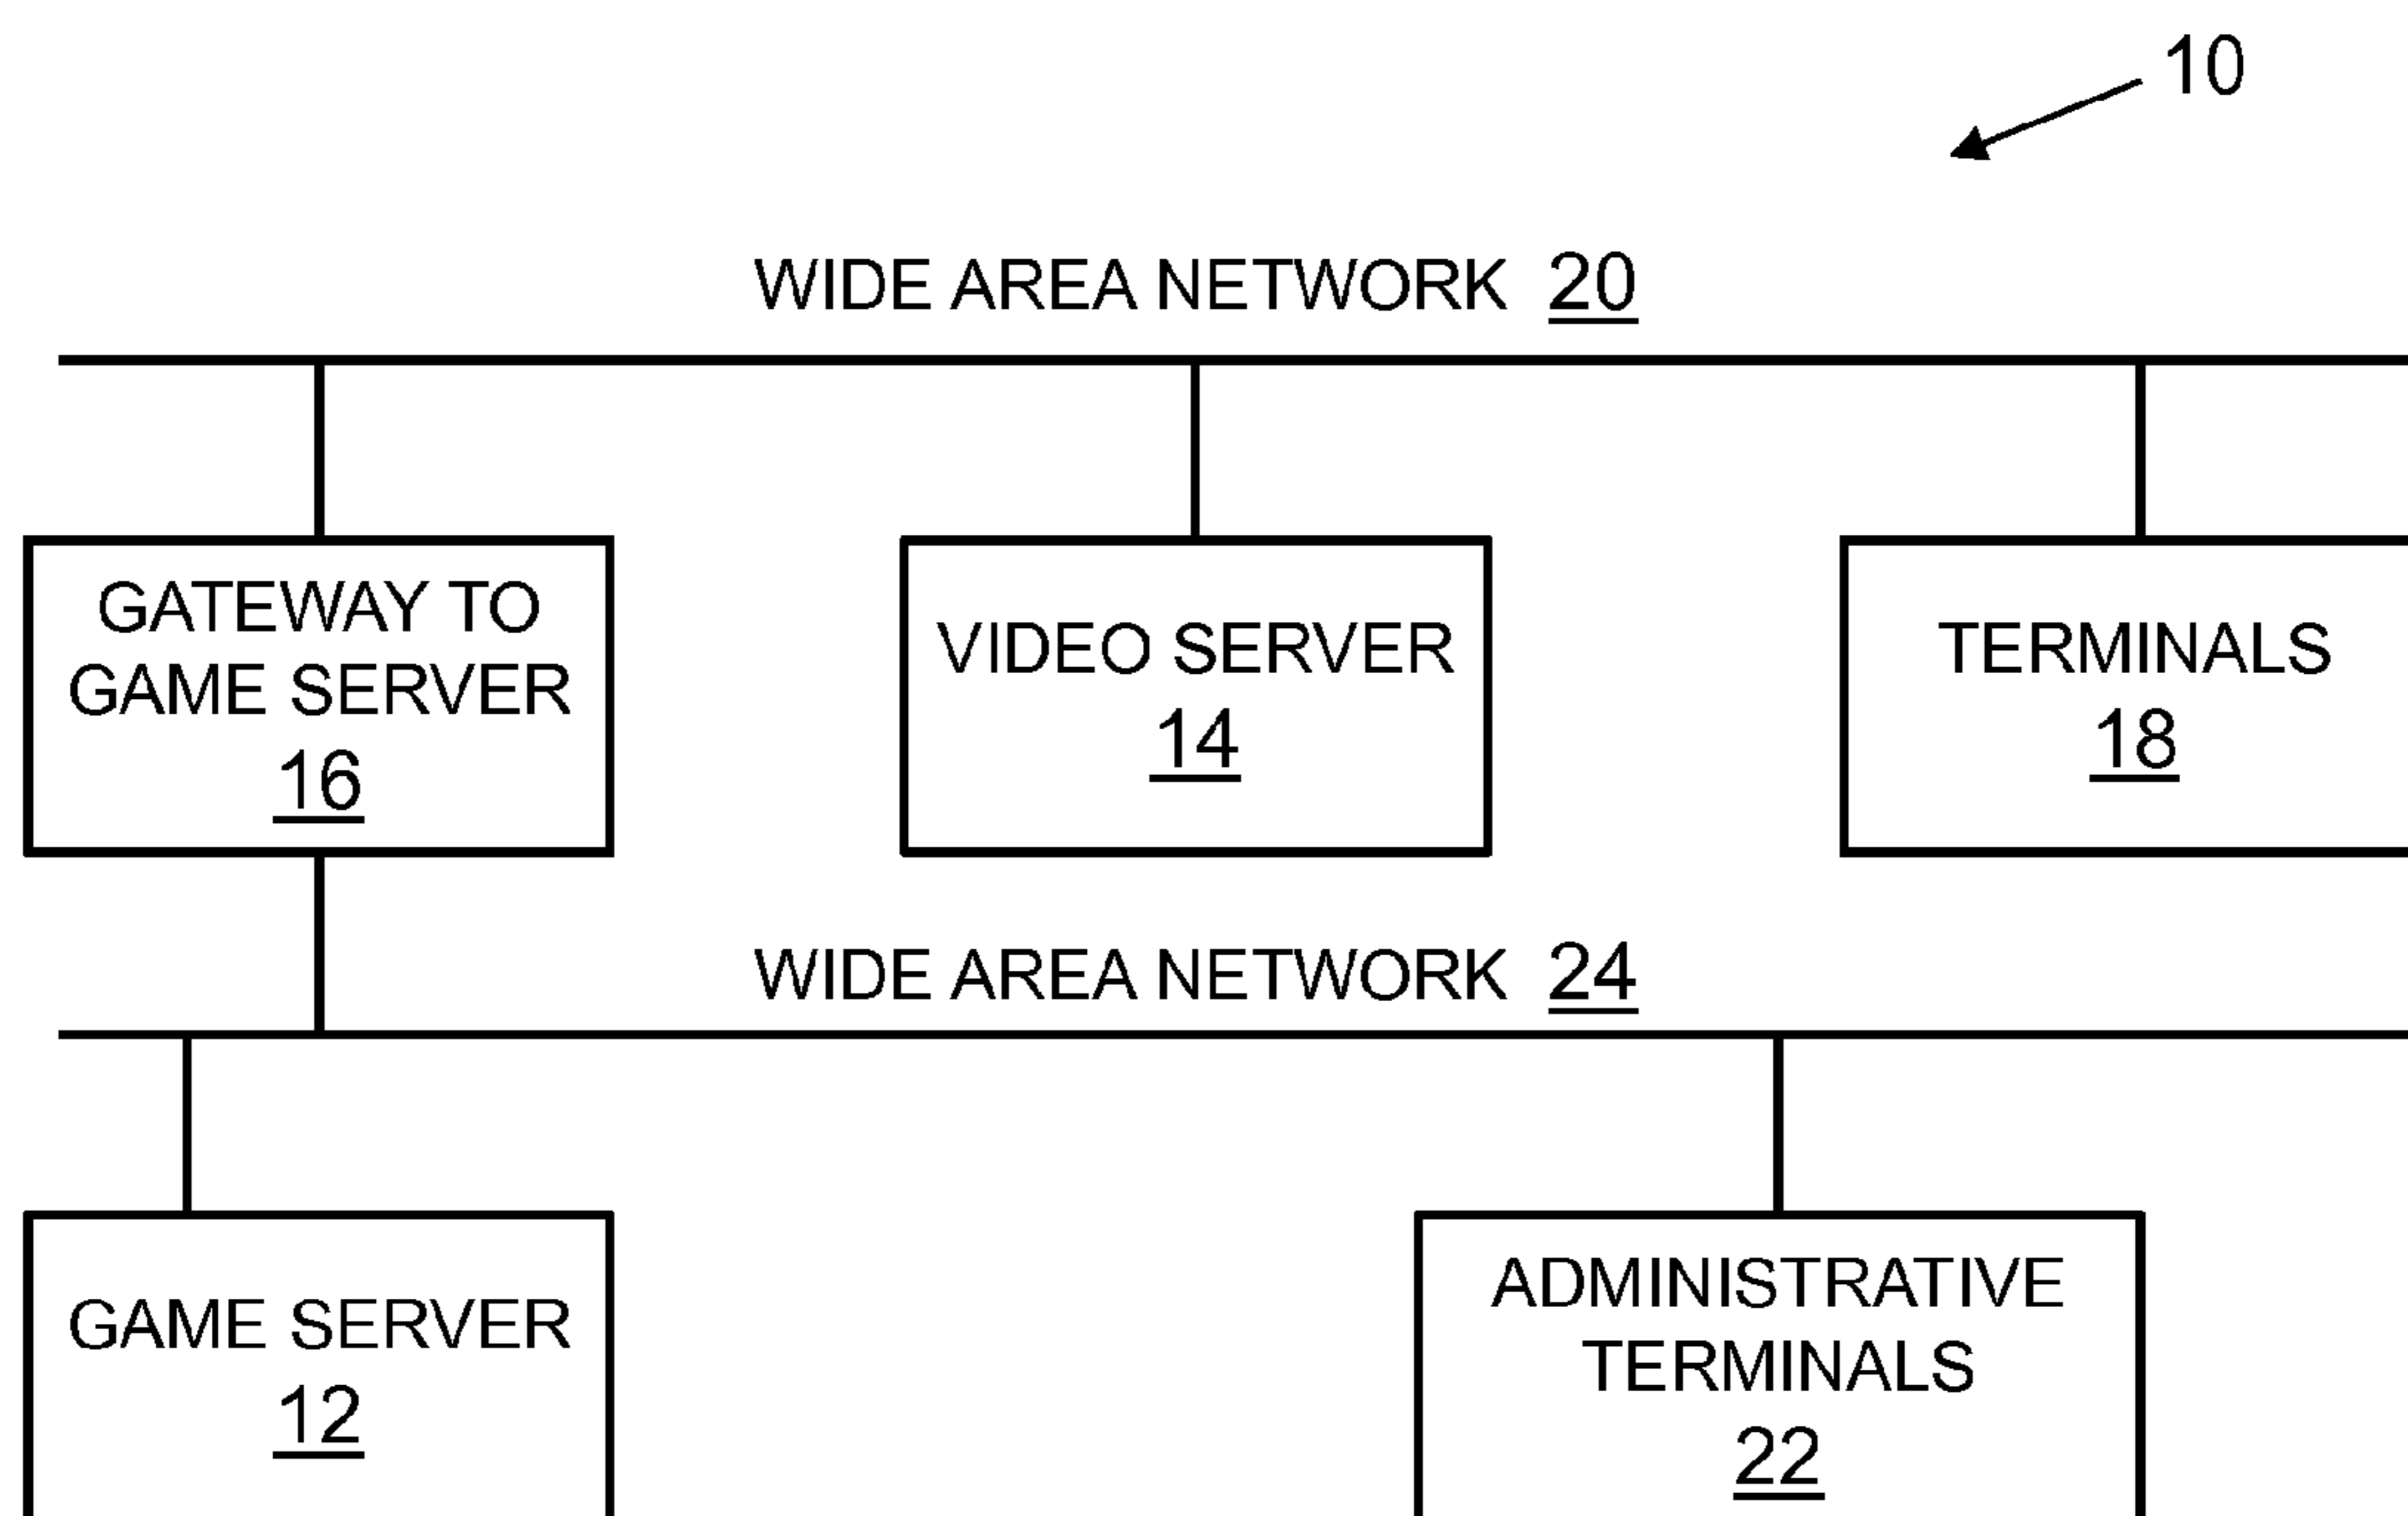 10
WIDE AREA NETWORK 20
GATEWAY TO
GAME SERVER
16
VIDEO SERVER
14
TERMINALS
18
WIDE AREA NETWORK 24
GAME SERVER
12
ADMINISTRATIVE
TERMINALS
22